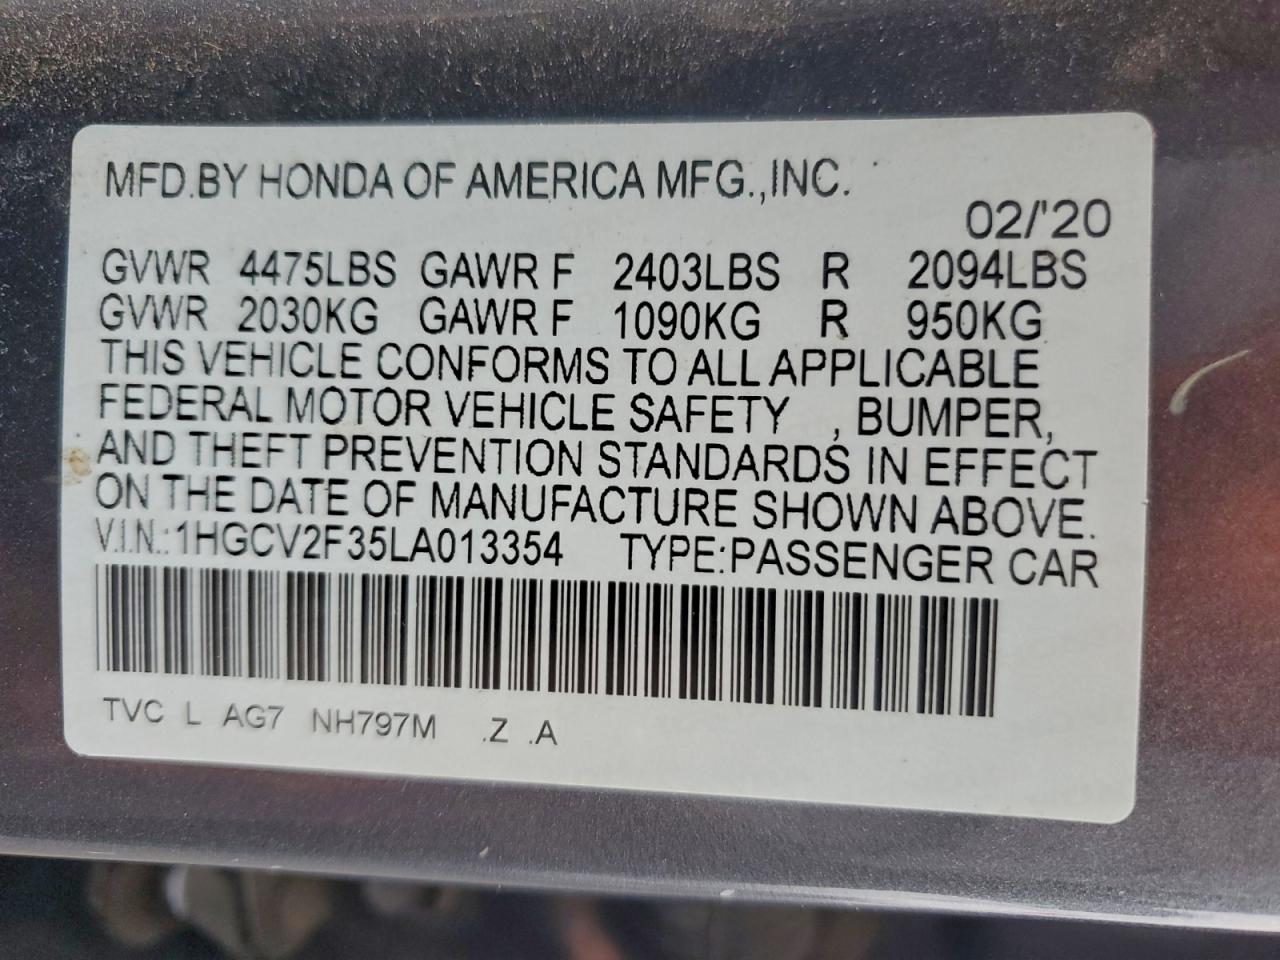 MFD.BY HONDA OF AMERICA MFG.,INC.
02/'20
GVWR 4475LBS GAWR F 2403LBS R 2094LBS
GVWR 2030KG GAWR F 1090KG R 950KG
THIS VEHICLE CONFORMS TO ALL APPLICABLE
FEDERAL MOTOR VEHICLE SAFETY , BUMPER,
AND THEFT PREVENTION STANDARDS IN EFFECT
ON THE DATE OF MANUFACTURE SHOWN ABOVE.
V.I.N.:1HGCV2F35LA013354 TYPE:PASSENGER CAR
TVC L AG7 NH797M .Z .A